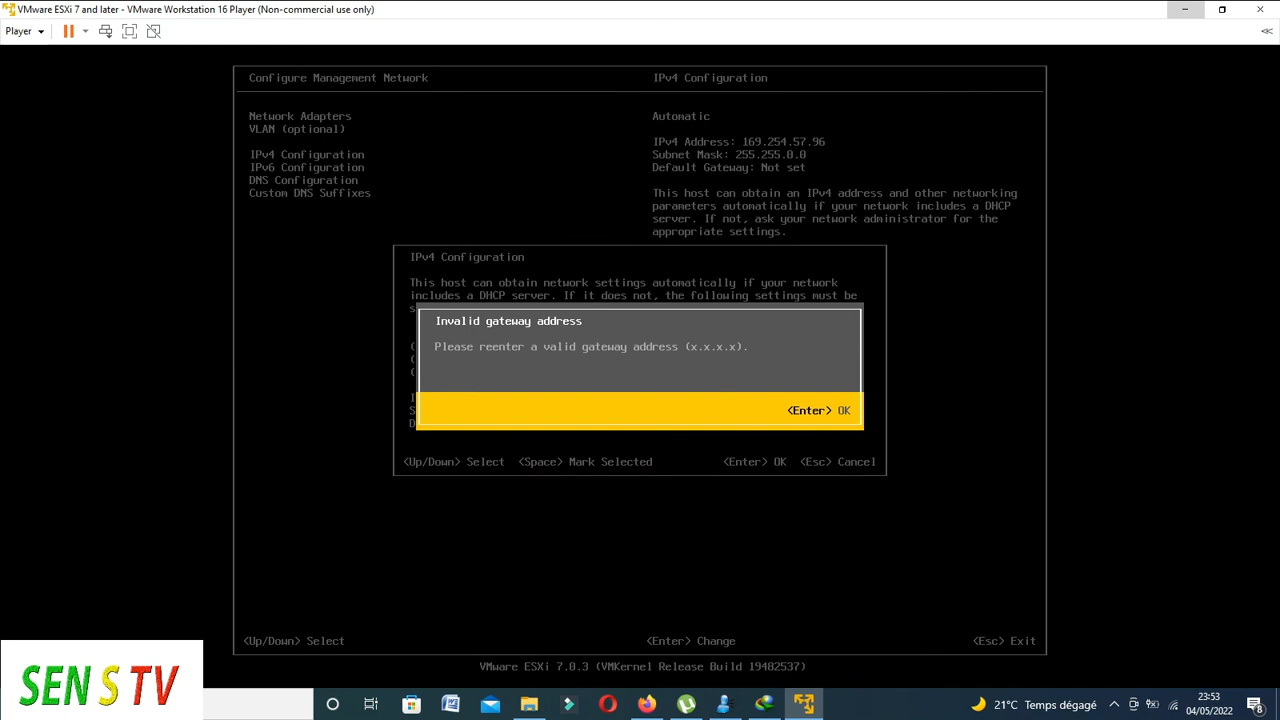 VMware ESXi 7 and later - VMware Workstation 16 Player (Non-commercial use only)
Player
Configure Management Network
IPv4 Configuration
Network Adapters
VLAN (optional)
IPv4 Configuration
IPv6 Configuration
DNS Configuration
Custom DNS Suffixes
Automatic
IPv4 Address: 169.254.57.96
Subnet Mask: 255.255.0.0
Default Gateway: Not set
This host can obtain an IPv4 address and other networking
parameters automatically if your network includes a DHCP
server. If not, ask your network administrator for the
appropriate settings.
IPv4 Configuration
This host can obtain network settings automatically if your network
includes a DHCP server. If it does not, the following settings must be
s
Invalid gateway address
Please reenter a valid gateway address (x.x.x.x).
(
(
(
I
S
D
<Enter> OK
<Up/Down> Select <Space> Mark Selected <Enter> OK <Esc> Cancel
<Up/Down> Select <Enter> Change <Esc> Exit
VMware ESXi 7.0.3 (VMKernel Release Build 19482537)
SEN S TV
21°C Temps dégagé
23:53
04/05/2022
8